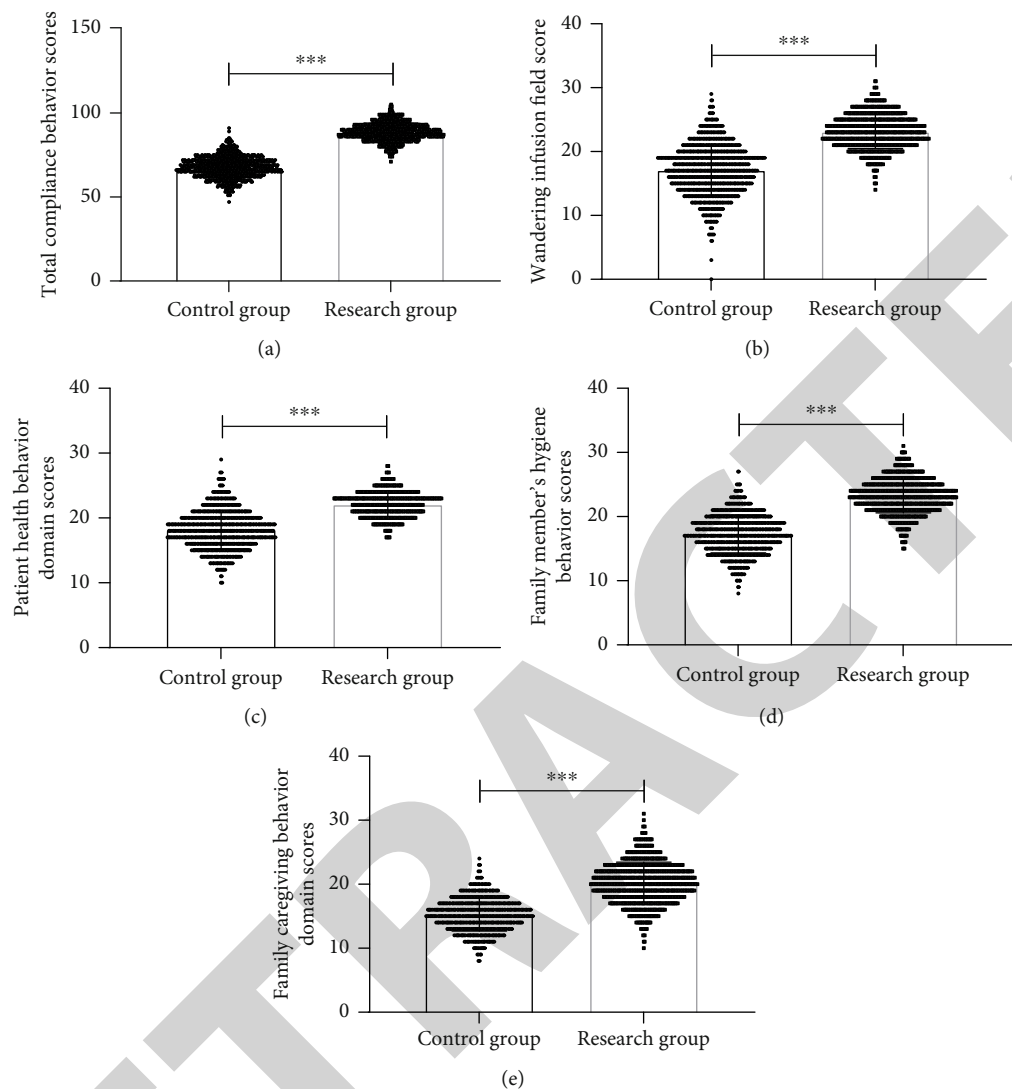 Total compliance behavior scores
150
100
50
0
***
Control group
Research group
(a)
Wandering infusion field score
40
30
20
10
0
***
Control group
Research group
(b)
Patient health behavior
domain scores
40
30
20
10
0
***
Control group
Research group
(c)
Family member's hygiene
behavior scores
40
30
20
10
0
***
Control group
Research group
(d)
Family caregiving behavior
domain scores
40
30
20
10
0
***
Control group
Research group
(e)
TRACTE